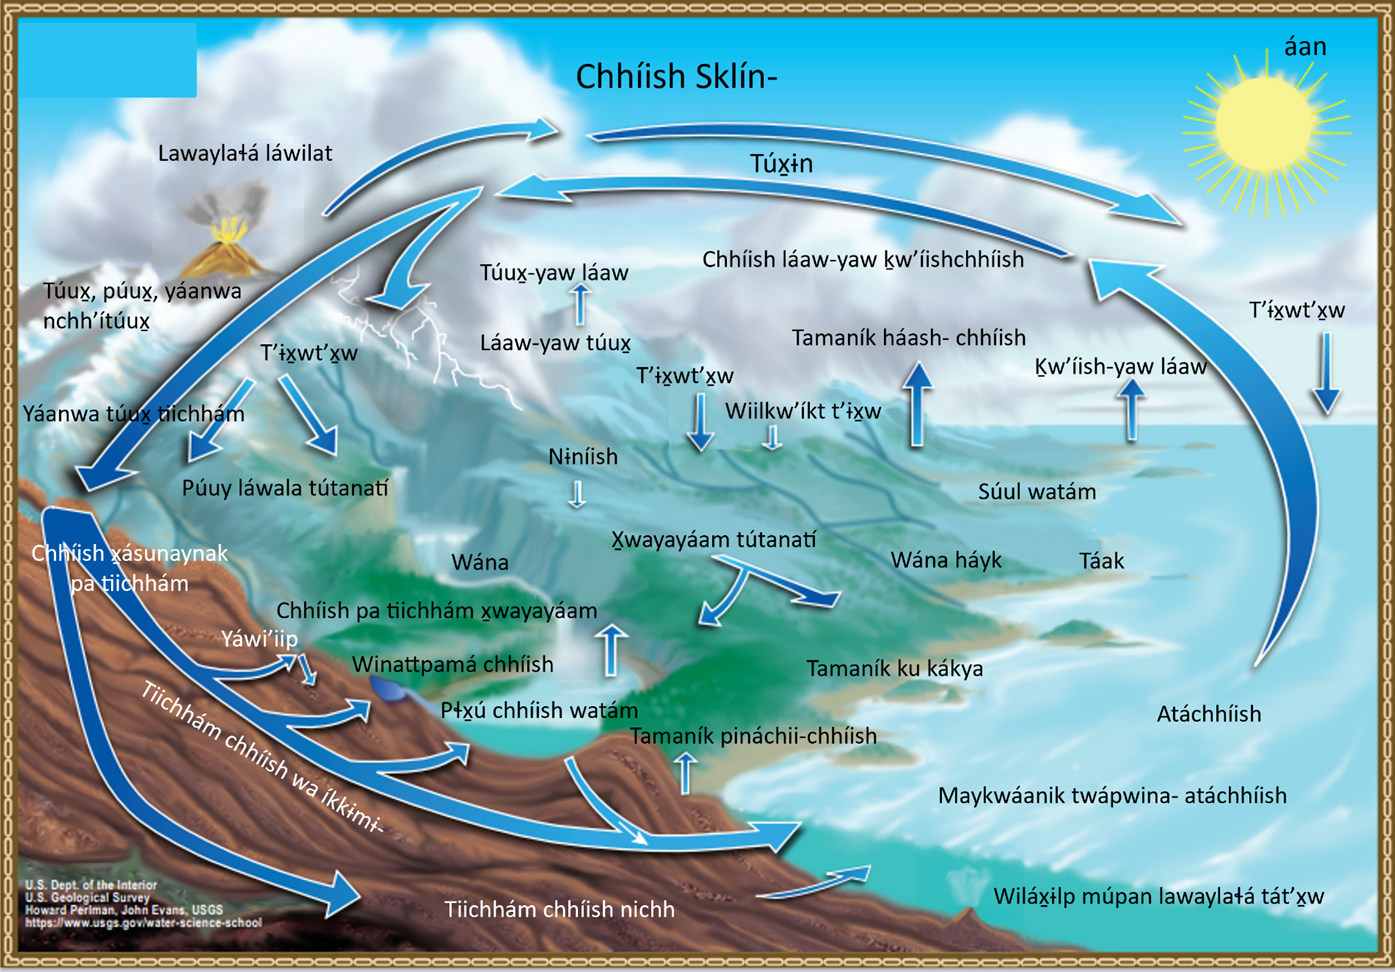 áan
Chhíish Sklín-
Lawaylaɬá láwilat
Túx̱ɨn
Chhíish láaw-yaw ḵw’íishchhíish
Túux̱-yaw láaw
Túux̱, púux̱, yáanwa
nchh’ítúux̱
T’íx̱wt’x̱w
Láaw-yaw túux̱
Tamaník háash- chhíish
T’ɨx̱wt’x̱w
Ḵw’íish-yaw láaw
T’ɨx̱wt’x̱w
Yáanwa túux̱ tiichhám
Wiilkw’íkt t’ɨx̱w
Nɨníish
Púuy láwala tútanatí
Súul watám
X̱wayayáam tútanatí
Chhíish x̱ásunaynak
pa tiichhám
Wána
Wána háyk
Táak
Chhíish pa tiichhám x̱wayayáam
Yáwi’iip
Winattpamá chhíish
Tamaník ku kákya
Pɬx̱ú chhíish watám
Atáchhíish
Tamaník pináchii-chhíish
Tiichhám chhíish wa íkkɨmɨ-
Maykwáanik twápwina- atáchhíish
Wiláx̱ɨlp múpan lawaylaɬá tát’x̱w
Tiichhám chhíish nichh
U.S. Dept. of the Interior
U.S. Geological Survey
Howard Perlman, John Evans, USGS
https://www.usgs.gov/water-science-school